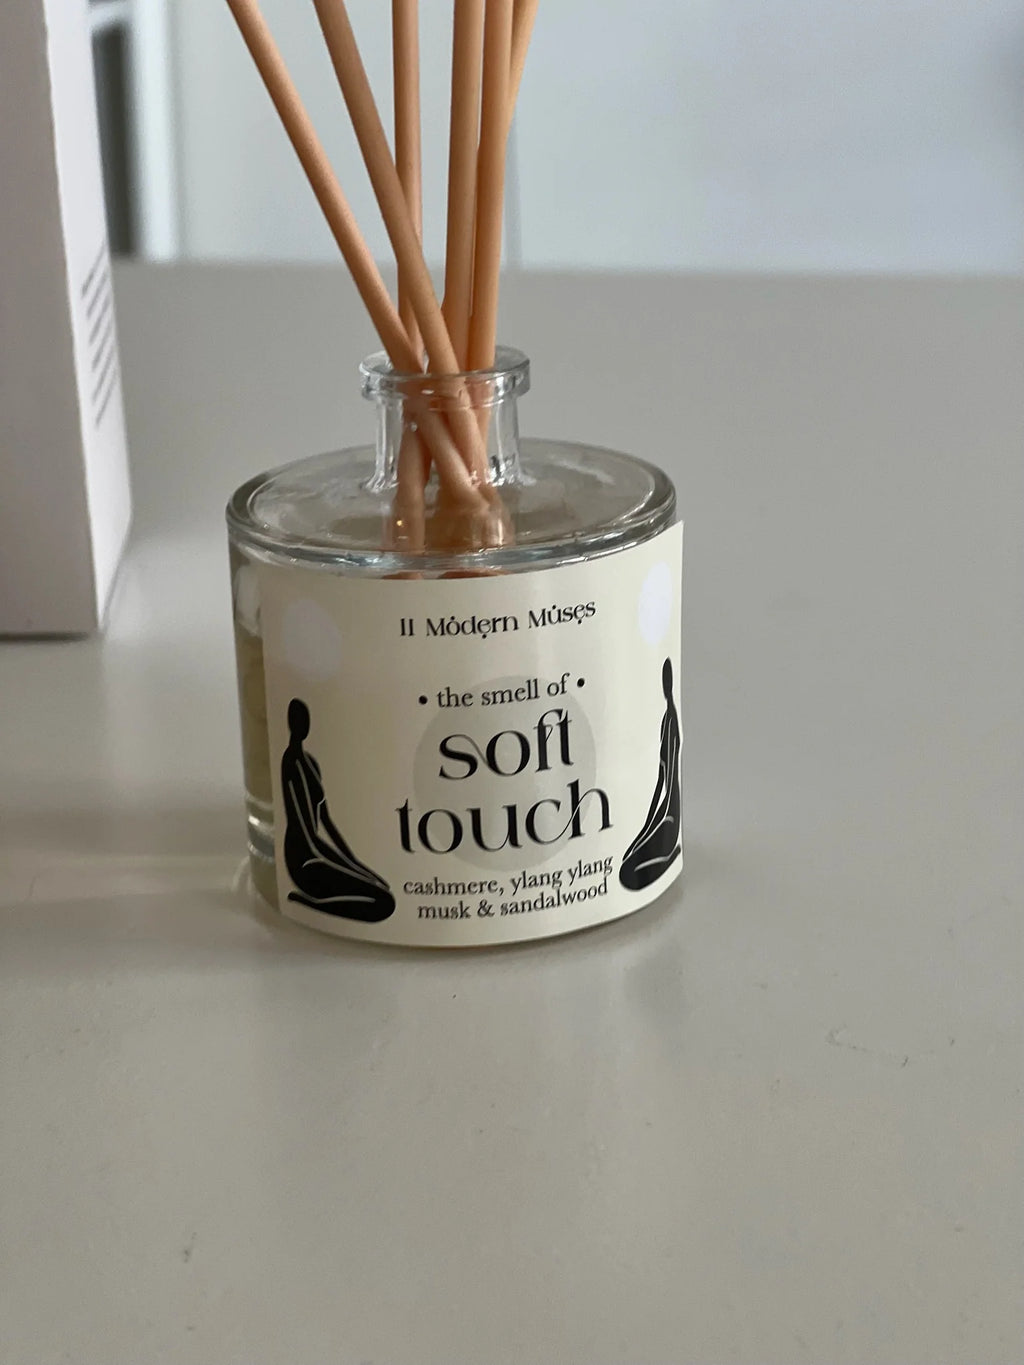 II Modern Muses
• the smell of •
soft
touch
cashmere, ylang ylang
musk & sandalwood